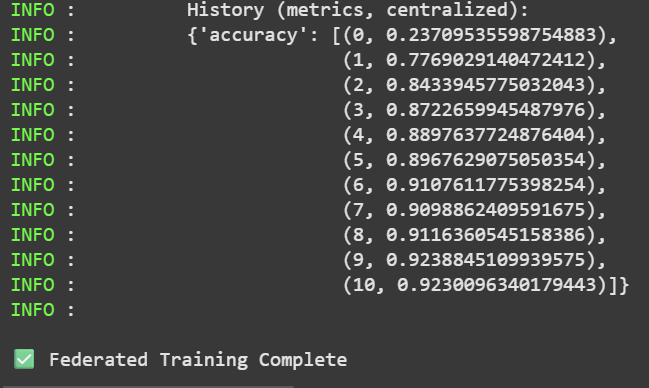 INFO : History (metrics, centralized):
INFO : {'accuracy': [(0, 0.23709535598754883),
INFO : (1, 0.7769029140472412),
INFO : (2, 0.8433945775032043),
INFO : (3, 0.8722659945487976),
INFO : (4, 0.8897637724876404),
INFO : (5, 0.8967629075050354),
INFO : (6, 0.9107611775398254),
INFO : (7, 0.9098862409591675),
INFO : (8, 0.9116360545158386),
INFO : (9, 0.9238845109939575),
INFO : (10, 0.9230096340179443)]}
INFO :
✅ Federated Training Complete